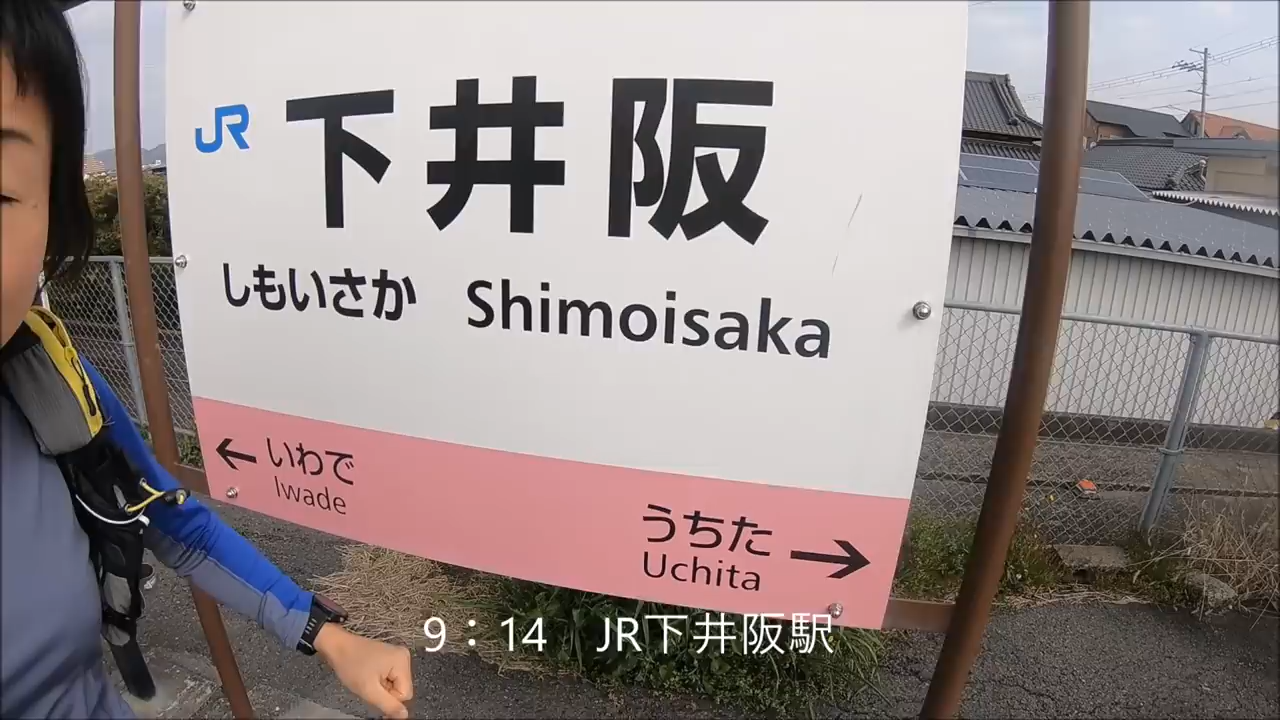 JR 下井阪
しもいさか Shimoisaka
← いわで
Iwade
うちた →
Uchita
9：14 JR下井阪駅